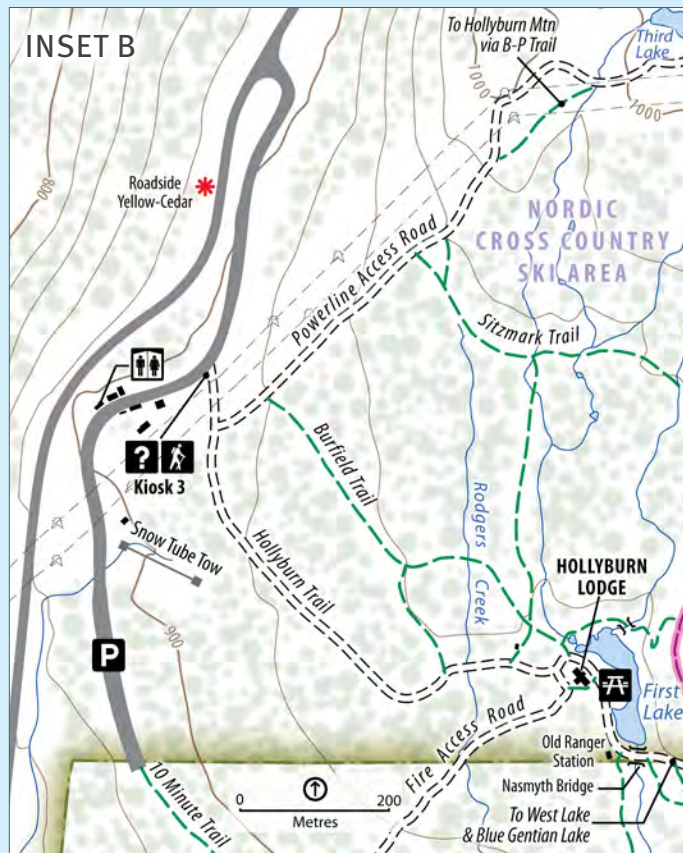 INSET B
To Hollyburn Mtn
via B-P Trail
Third
Lake
1000
1000
800
Roadside
Yellow-Cedar
NORDIC
CROSS COUNTRY
SKI AREA
Powerline Access Road
Sitzmark Trail
?
Kiosk 3
Burfield Trail
Rodgers
Creek
Snow Tube Tow
Hollyburn Trail
HOLLYBURN
LODGE
900
P
First
Lake
Fire Access Road
Old Ranger
Station
Nasmyth Bridge
10 Minute Trail
0
200
Metres
To West Lake
& Blue Gentian Lake